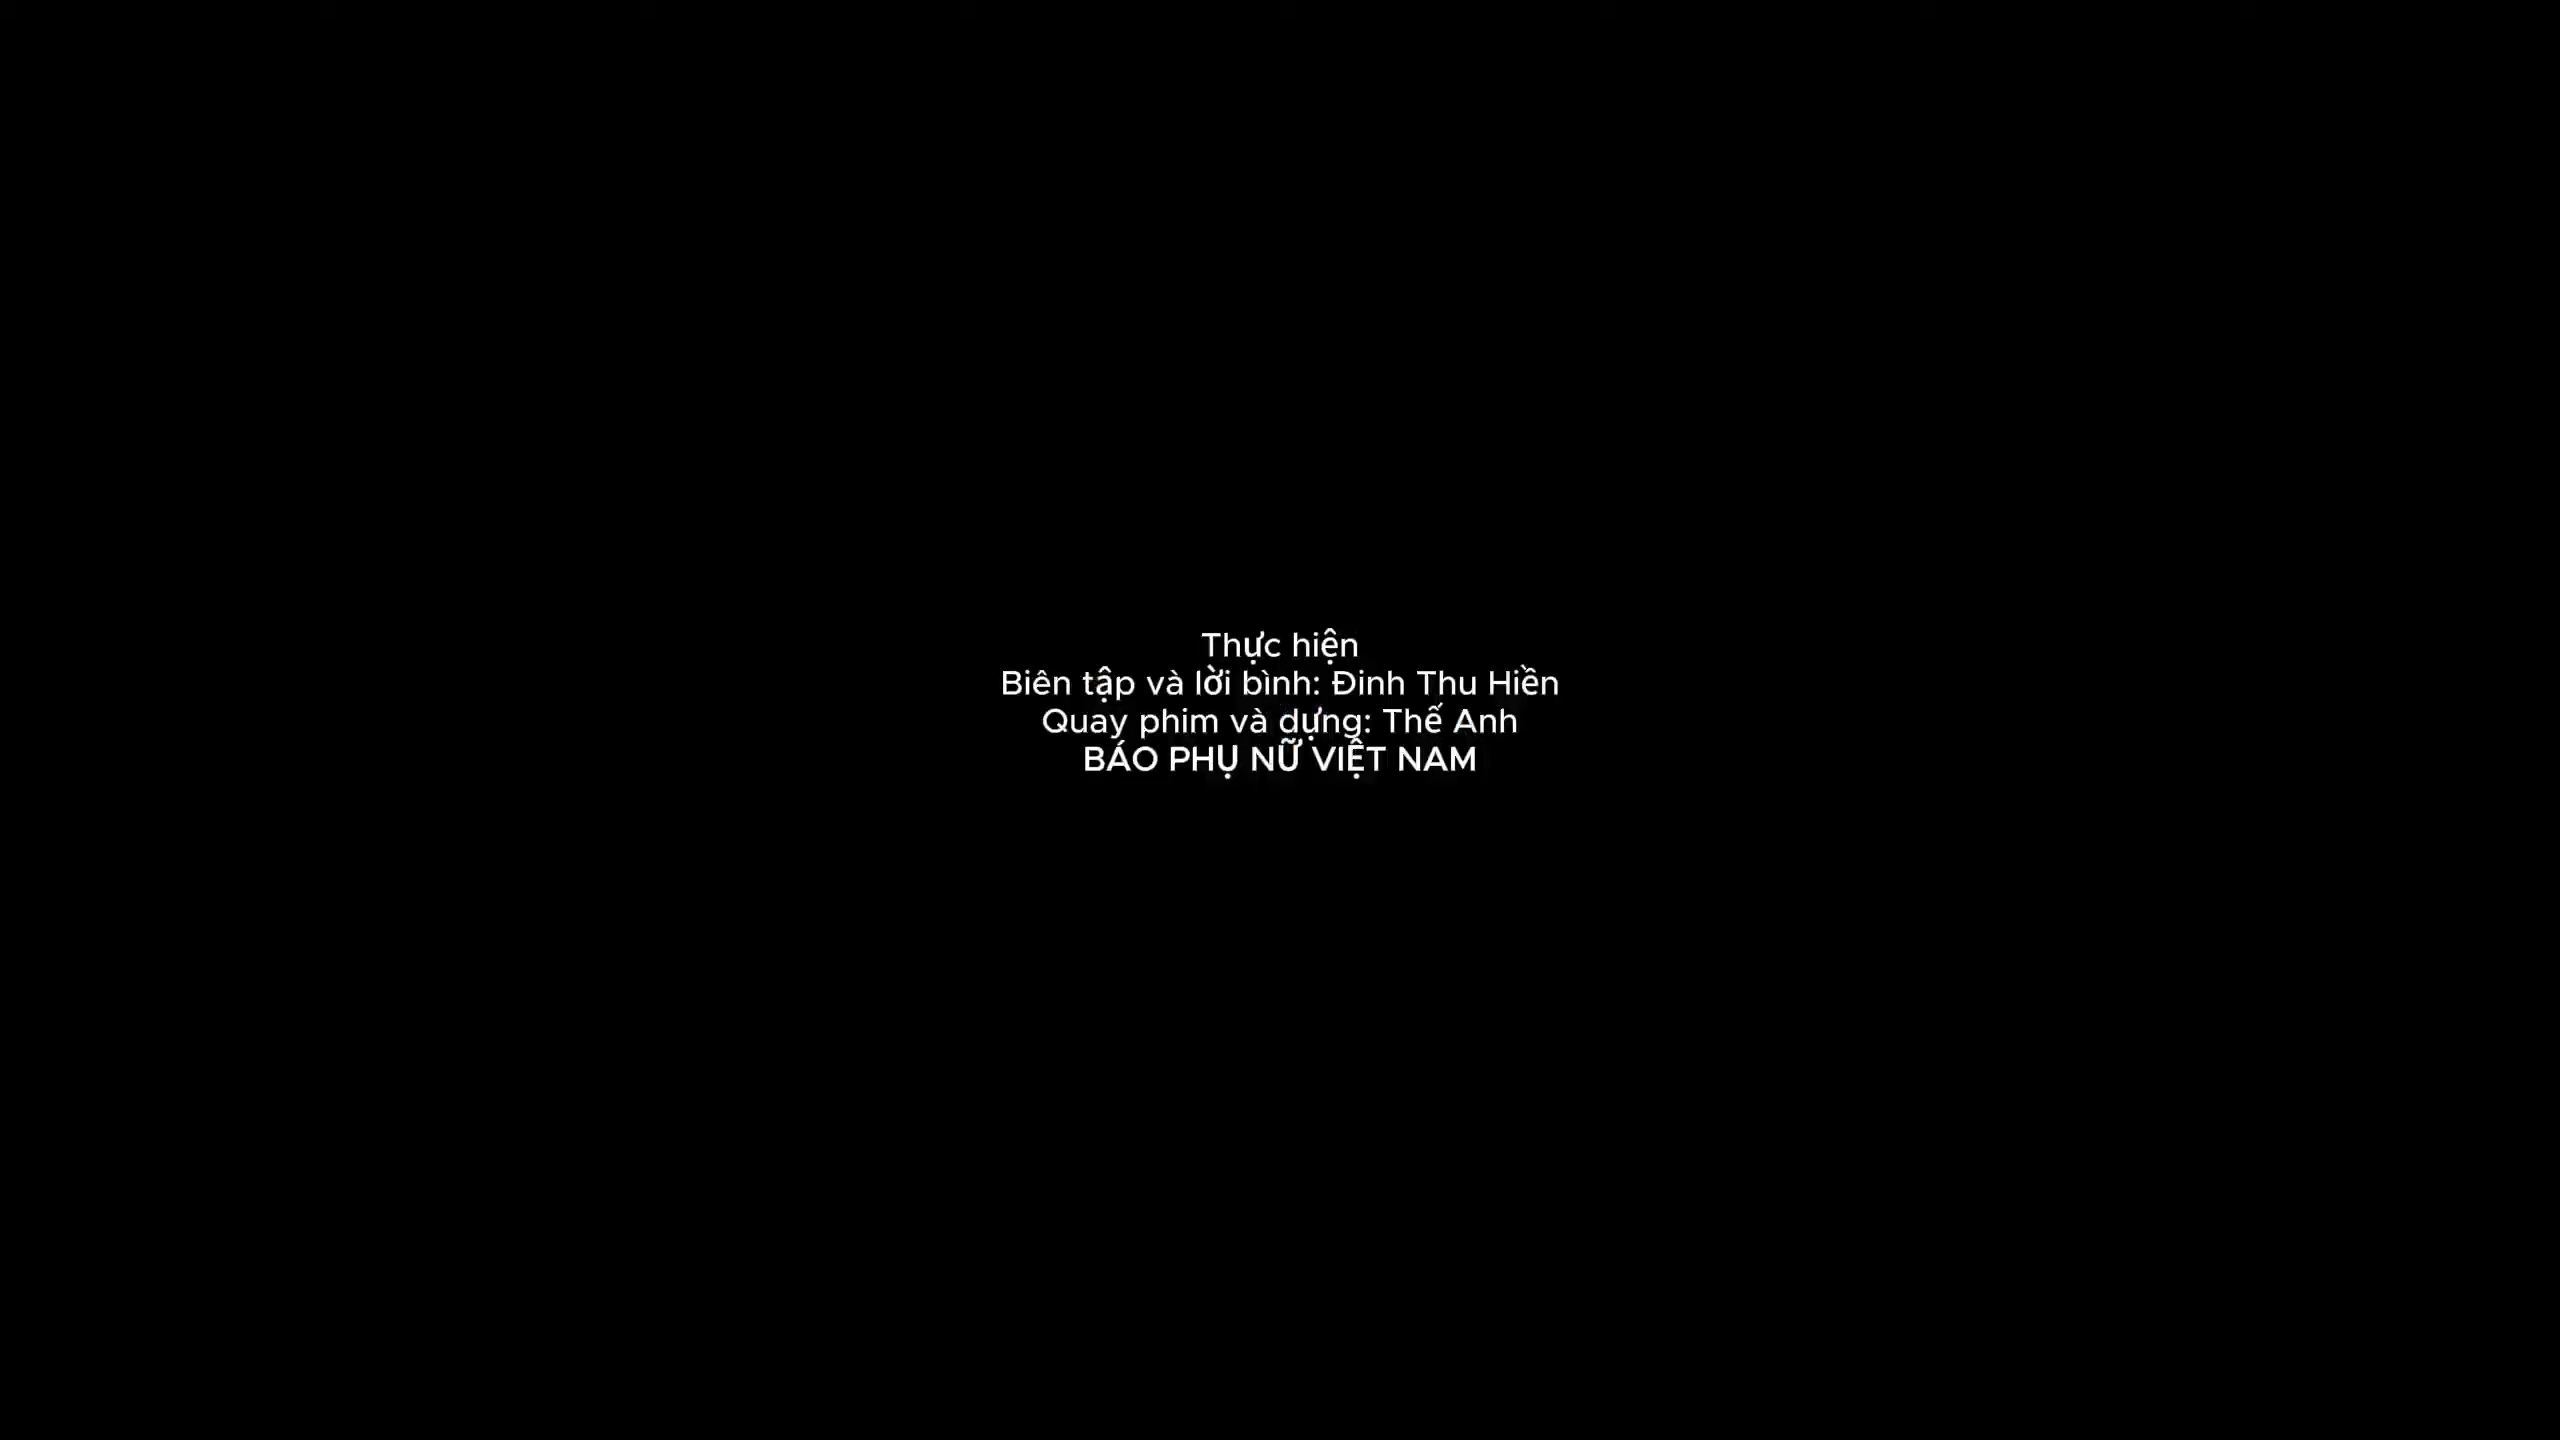 Thực hiện
Biên tập và lời bình: Đinh Thu Hiền
Quay phim và dựng: Thế Anh
BÁO PHỤ NỮ VIỆT NAM